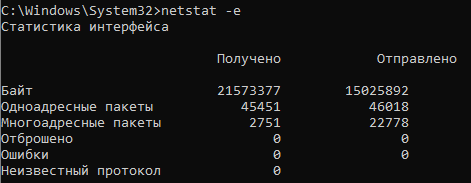 C:\Windows\System32>netstat -e
Статистика интерфейса
Получено Отправлено
Байт 21573377 15025892
Одноадресные пакеты 45451 46018
Многоадресные пакеты 2751 22778
Отброшено 0 0
Ошибки 0 0
Неизвестный протокол 0